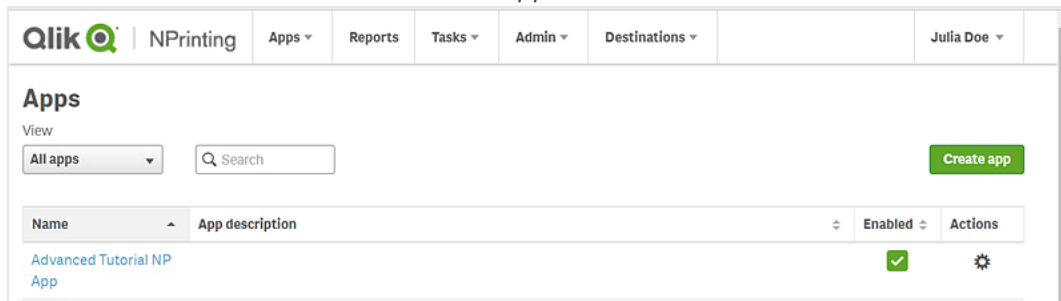 Qlik NPrinting Apps Reports Tasks Admin Destinations Julia Doe
Apps
View
All apps Search Create app
Name App description Enabled Actions
Advanced Tutorial NP
App